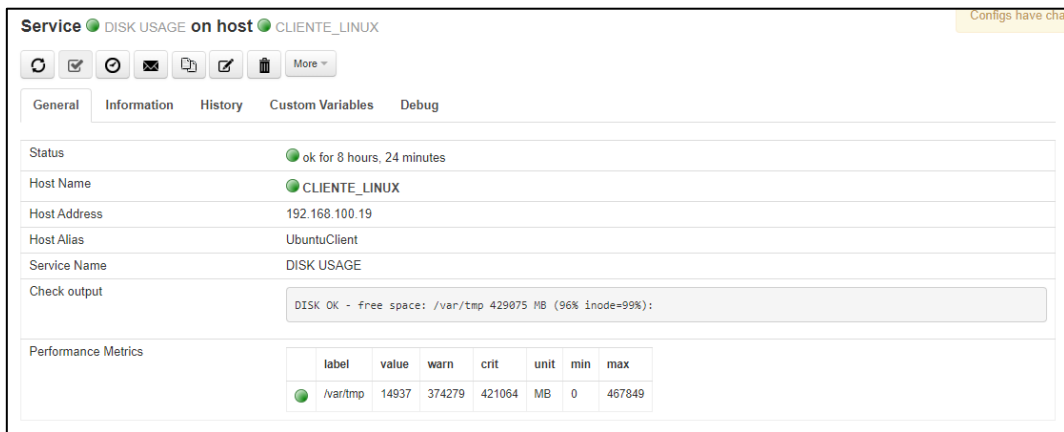 Service DISK USAGE on host CLIENTE_LINUX
Configs have cha
More
General Information History Custom Variables Debug
Status ok for 8 hours, 24 minutes
Host Name CLIENTE_LINUX
Host Address 192.168.100.19
Host Alias UbuntuClient
Service Name DISK USAGE
Check output
DISK OK - free space: /var/tmp 429075 MB (96% inode=99%):
Performance Metrics
label value warn crit unit min max
/var/tmp 14937 374279 421064 MB 0 467849